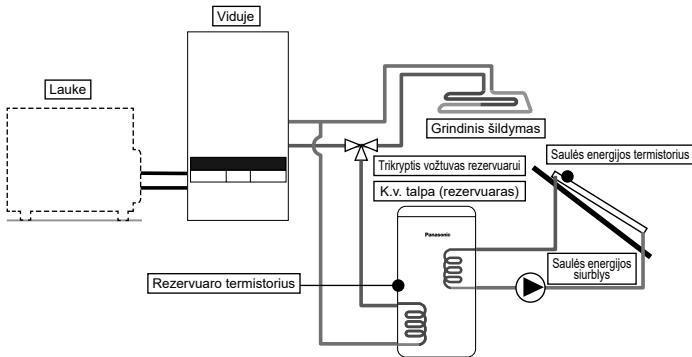 Viduje
Lauke
Grindinis šildymas
Saulės energijos termistorius
Trikryptis vožtuvas rezervuarui
K.v. talpa (rezervuaras)
Panasonic
Saulės energijos
siurblys
Rezervuaro termistorius